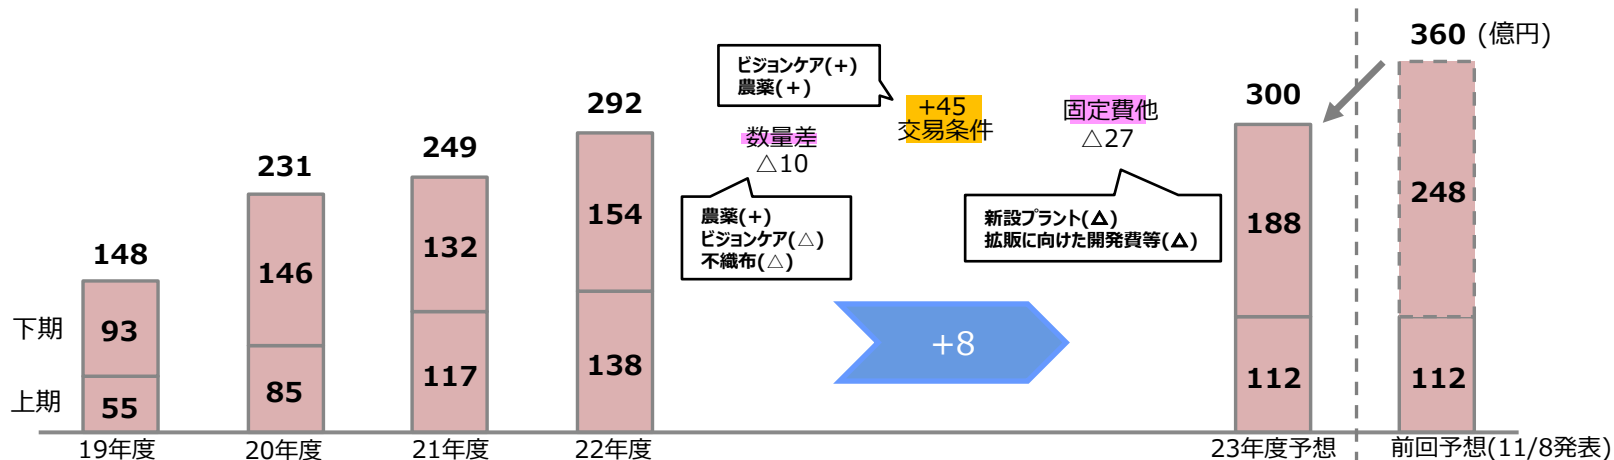 360 (億円)
ビジョンケア(+)
農薬(+)
+45
交易条件
固定費他
△27
300
292
数量差
△10
249
231
148
農薬(+)
ビジョンケア(△)
不織布(△)
新設プラント(△)
拡販に向けた開発費等(△)
下期
上期
93
55
146
85
132
117
154
138
+8
188
112
248
112
19年度
20年度
21年度
22年度
23年度予想
前回予想(11/8発表)